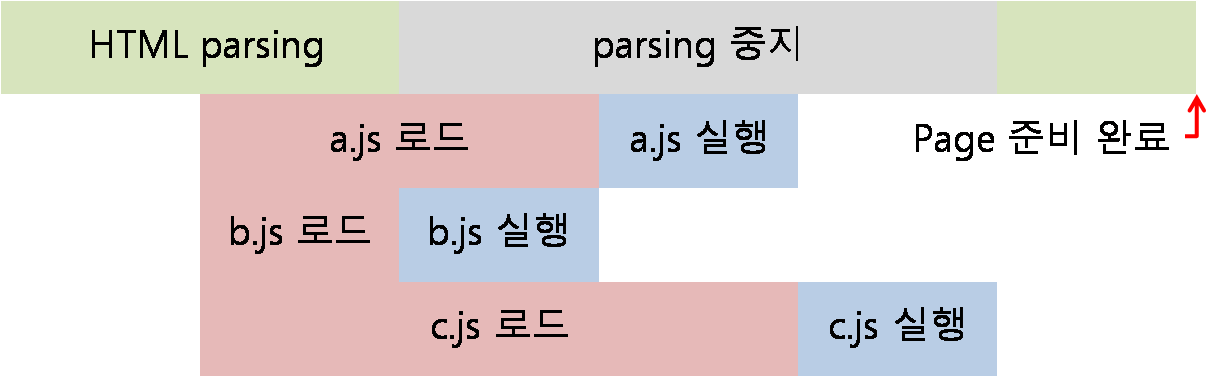 HTML parsing
parsing 중지
a.js 로드
a.js 실행
Page 준비 완료
b.js 로드
b.js 실행
c.js 로드
c.js 실행